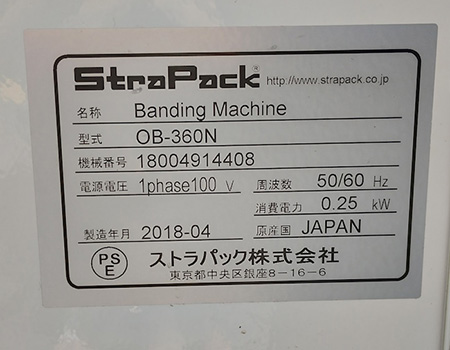 StraPack® http://www.strapack.co.jp
名称 Banding Machine
型式 OB-360N
機械番号 18004914408
電源電圧 1phase100 V 周波数 50/60 Hz
消費電力 0.25 kW
製造年月 2018-04 原産国 JAPAN
PSE ストラパック株式会社
東京都中央区銀座8-16-6